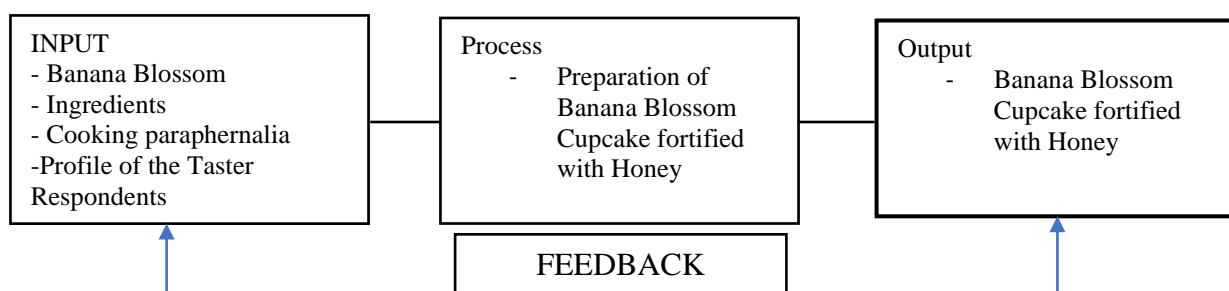 INPUT
- Banana Blossom
- Ingredients
- Cooking paraphernalia
-Profile of the Taster
Respondents
Process
- Preparation of
Banana Blossom
Cupcake fortified
with Honey
Output
- Banana Blossom
Cupcake fortified
with Honey
FEEDBACK